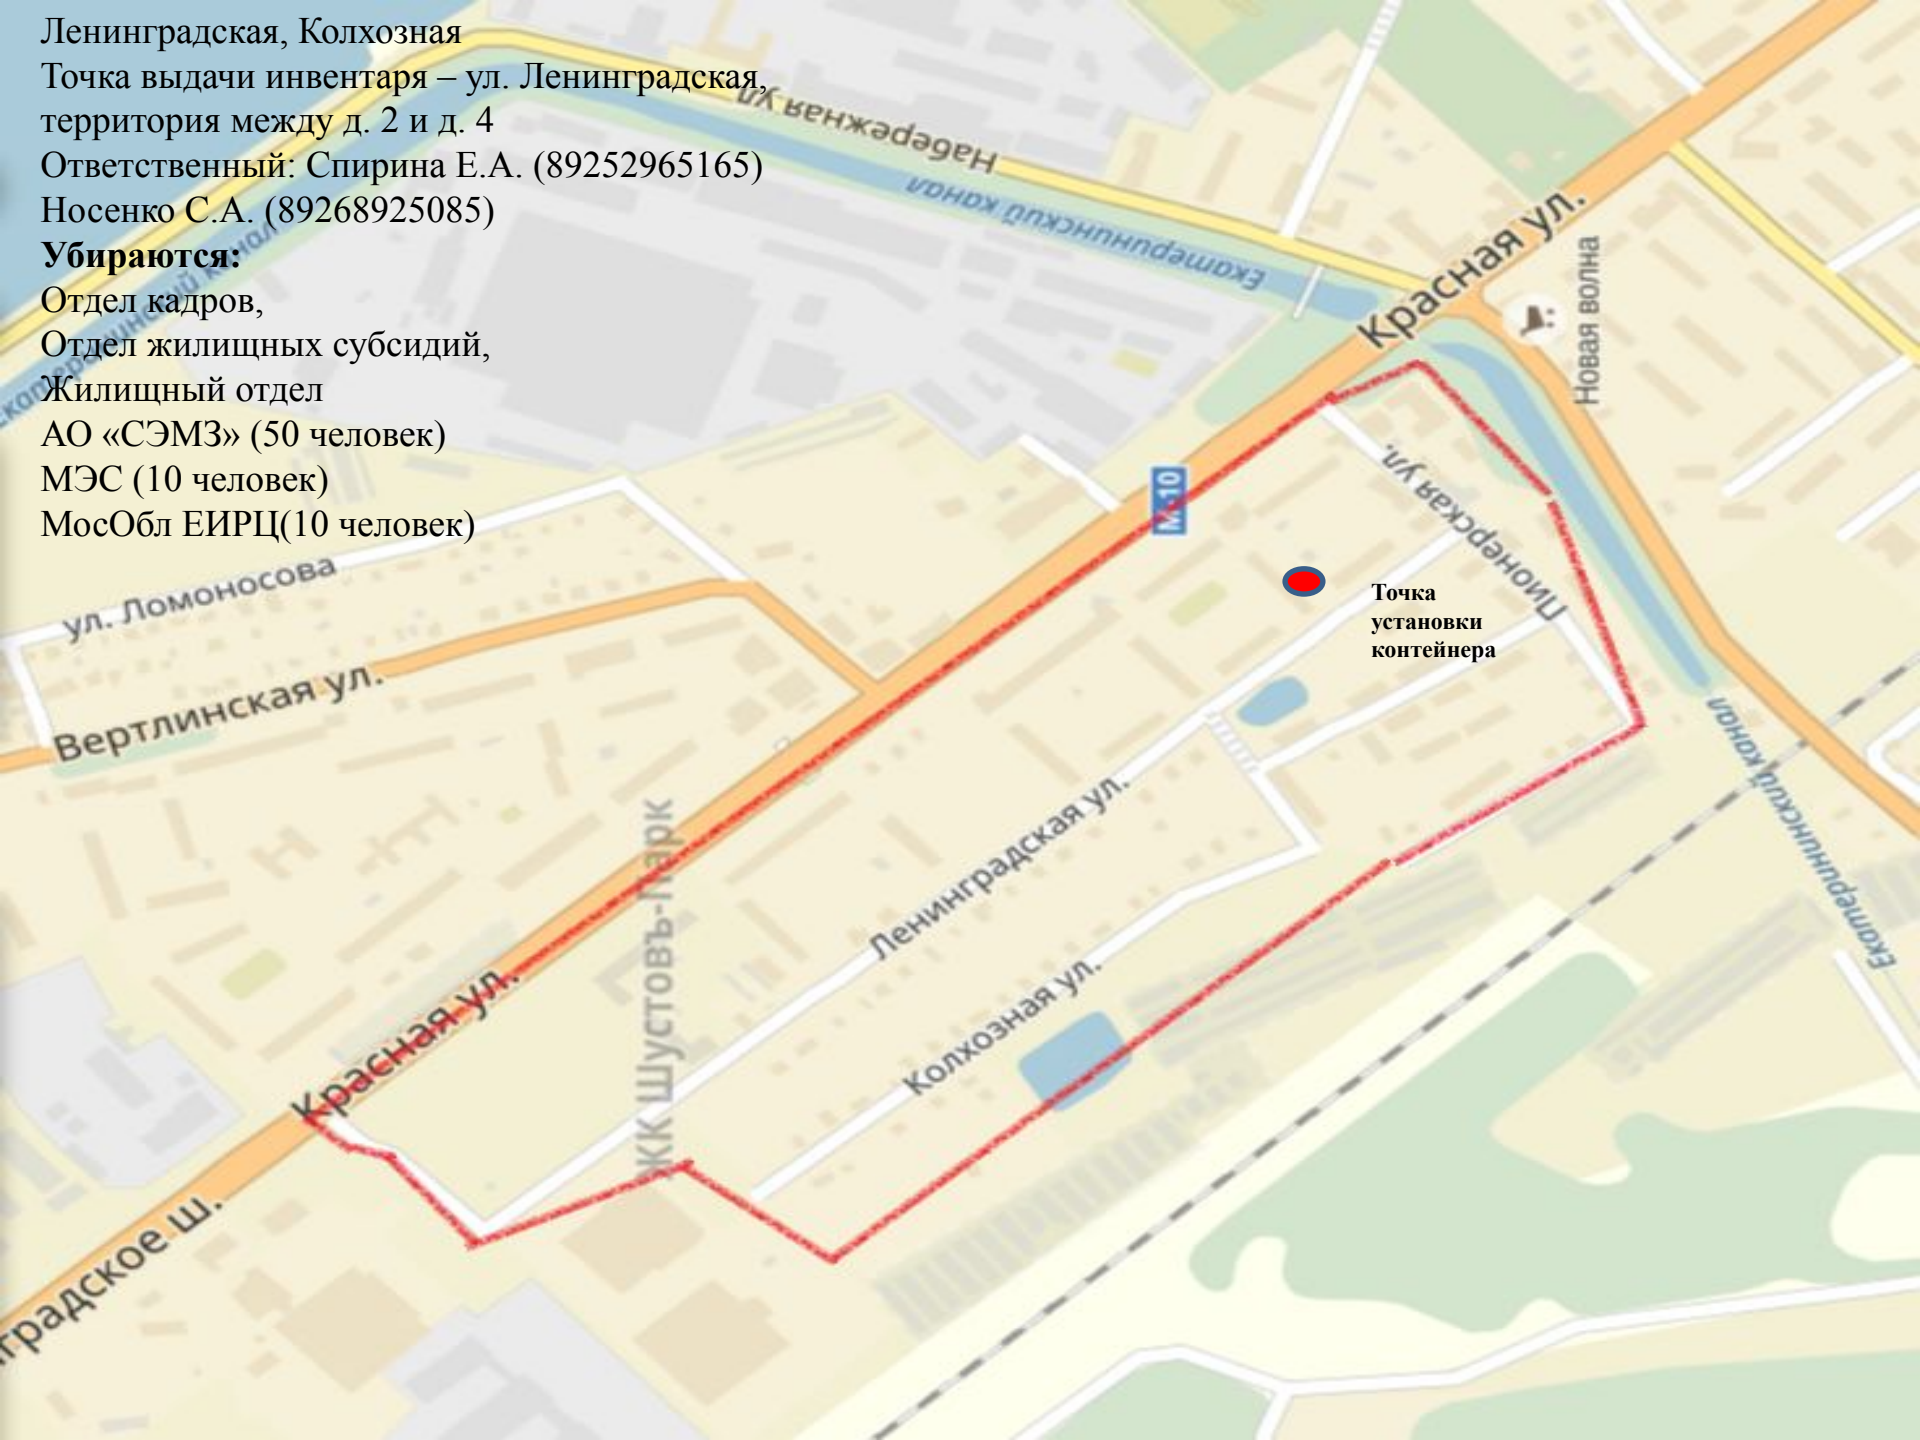 Ленинградская, Колхозная
Точка выдачи инвентаря – ул. Ленинградская,
территория между д. 2 и д. 4
Ответственный: Спирина Е.А. (89252965165)
Носенко С.А. (89268925085)
Убираются:
Отдел кадров,
Отдел жилищных субсидий,
Жилищный отдел
АО «СЭМЗ» (50 человек)
МЭС (10 человек)
МосОбл ЕИРЦ(10 человек)
Набережная ул
Екатерининский канал
Екатерининский канал
Красная ул.
Новая волна
М-10
Пионерская ул.
Точка
установки
контейнера
ул. Ломоносова
Вертлинская ул.
Екатерининский канал
Ленинградская ул.
ЖК Шустовъ-Парк
Колхозная ул.
Красная ул.
градское ш.